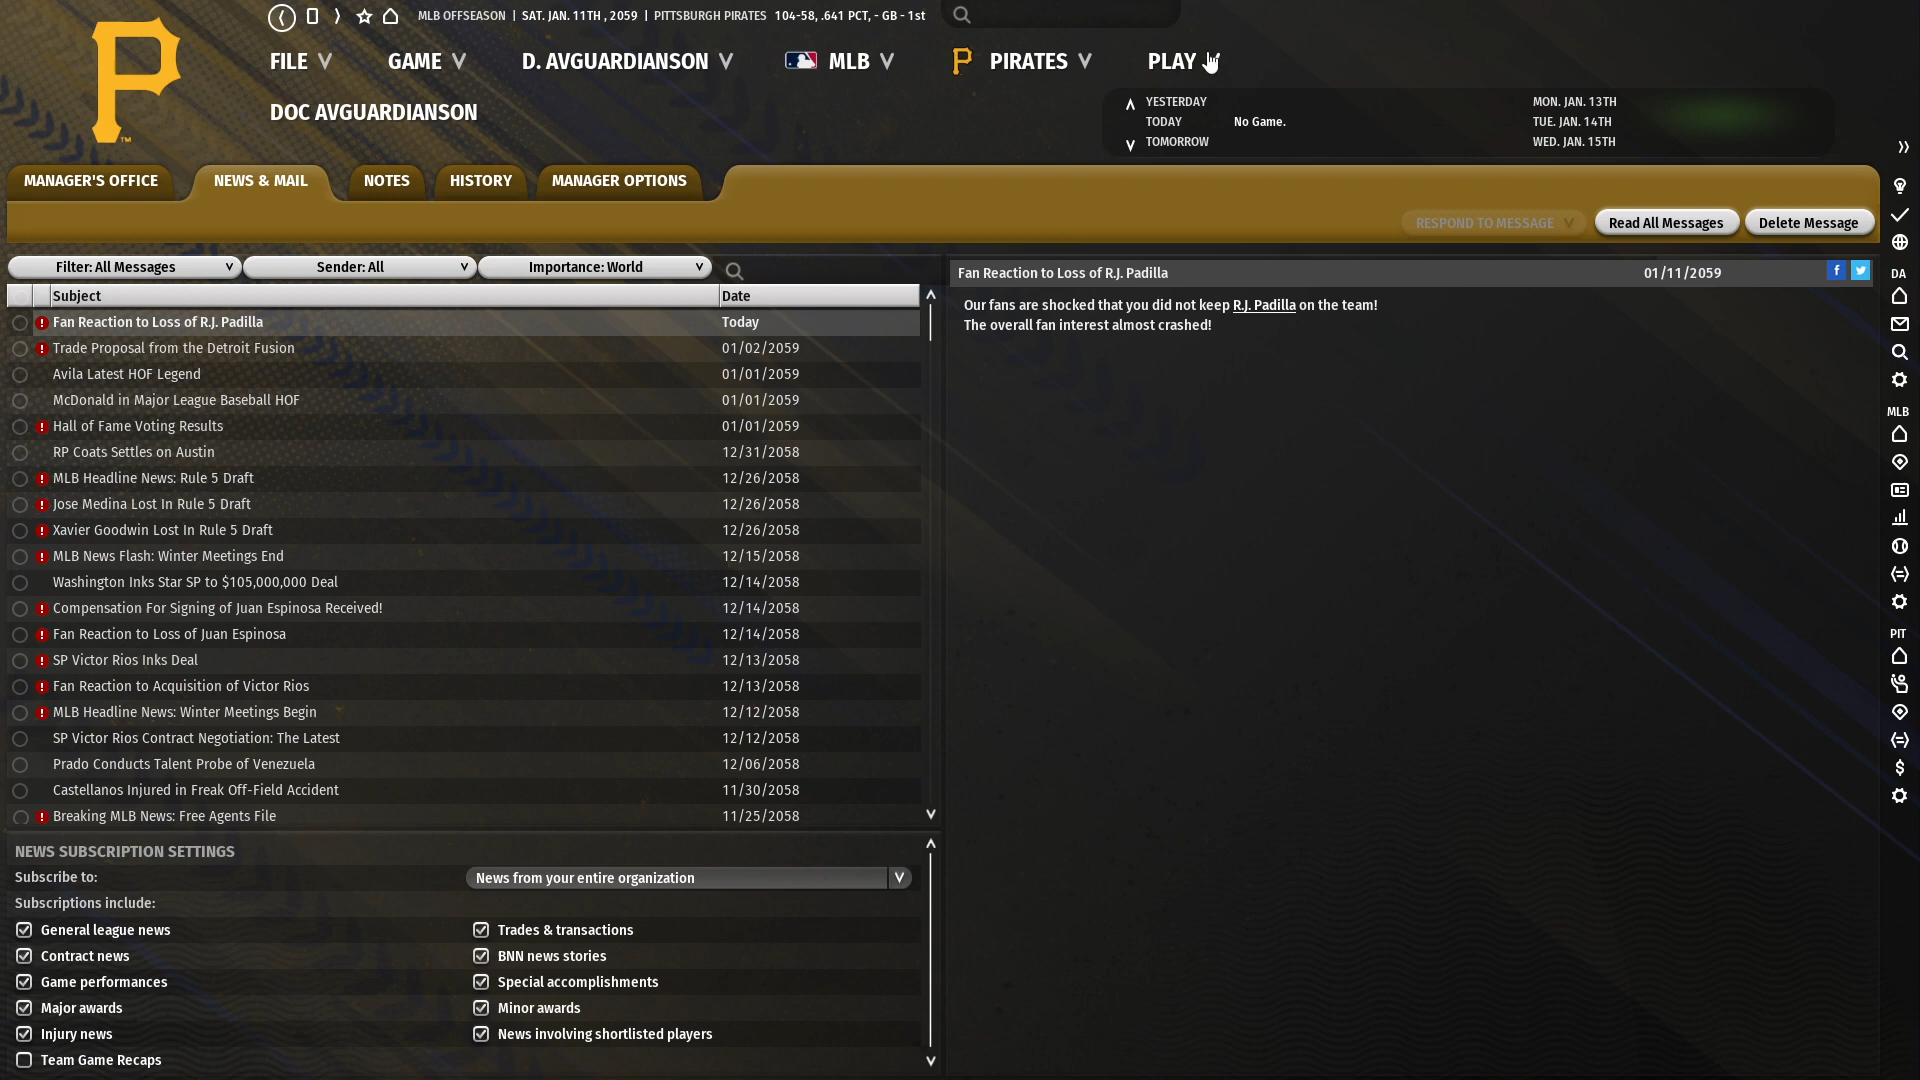 MLB OFFSEASON | SAT. JAN. 11TH , 2059 | PITTSBURGH PIRATES 104-58, .641 PCT, - GB - 1st
FILE
GAME
D. AVGUARDIANSON
MLB
PIRATES
PLAY
DOC AVGUARDIANSON
YESTERDAY
MON. JAN. 13TH
TODAY
No Game.
TUE. JAN. 14TH
TOMORROW
WED. JAN. 15TH
MANAGER'S OFFICE
NEWS & MAIL
NOTES
HISTORY
MANAGER OPTIONS
RESPOND TO MESSAGE
Read All Messages
Delete Message
Filter: All Messages
Sender: All
Importance: World
Subject Date
Fan Reaction to Loss of R.J. Padilla Today
Trade Proposal from the Detroit Fusion 01/02/2059
Avila Latest HOF Legend 01/01/2059
McDonald in Major League Baseball HOF 01/01/2059
Hall of Fame Voting Results 01/01/2059
RP Coats Settles on Austin 12/31/2058
MLB Headline News: Rule 5 Draft 12/26/2058
Jose Medina Lost In Rule 5 Draft 12/26/2058
Xavier Goodwin Lost In Rule 5 Draft 12/26/2058
MLB News Flash: Winter Meetings End 12/15/2058
Washington Inks Star SP to $105,000,000 Deal 12/14/2058
Compensation For Signing of Juan Espinosa Received! 12/14/2058
Fan Reaction to Loss of Juan Espinosa 12/14/2058
SP Victor Rios Inks Deal 12/13/2058
Fan Reaction to Acquisition of Victor Rios 12/13/2058
MLB Headline News: Winter Meetings Begin 12/12/2058
SP Victor Rios Contract Negotiation: The Latest 12/12/2058
Prado Conducts Talent Probe of Venezuela 12/06/2058
Castellanos Injured in Freak Off-Field Accident 11/30/2058
Breaking MLB News: Free Agents File 11/25/2058
NEWS SUBSCRIPTION SETTINGS
Subscribe to: News from your entire organization
Subscriptions include:
General league news Trades & transactions
Contract news BNN news stories
Game performances Special accomplishments
Major awards Minor awards
Injury news News involving shortlisted players
Team Game Recaps
Fan Reaction to Loss of R.J. Padilla 01/11/2059
Our fans are shocked that you did not keep R.J. Padilla on the team!
The overall fan interest almost crashed!
DA
MLB
PIT